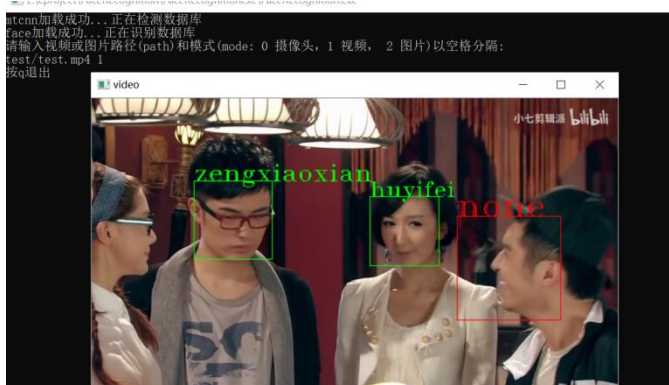 mtcnn加载成功...正在检测数据库
face加载成功...正在识别数据库
请输入视频或图片路径(path)和模式(mode: 0 摄像头, 1 视频, 2 图片)以空格分隔:
test/test.mp4 1
按q退出
video
小七剪辑派 bilibili
zengxiaoxian
huyifei
none